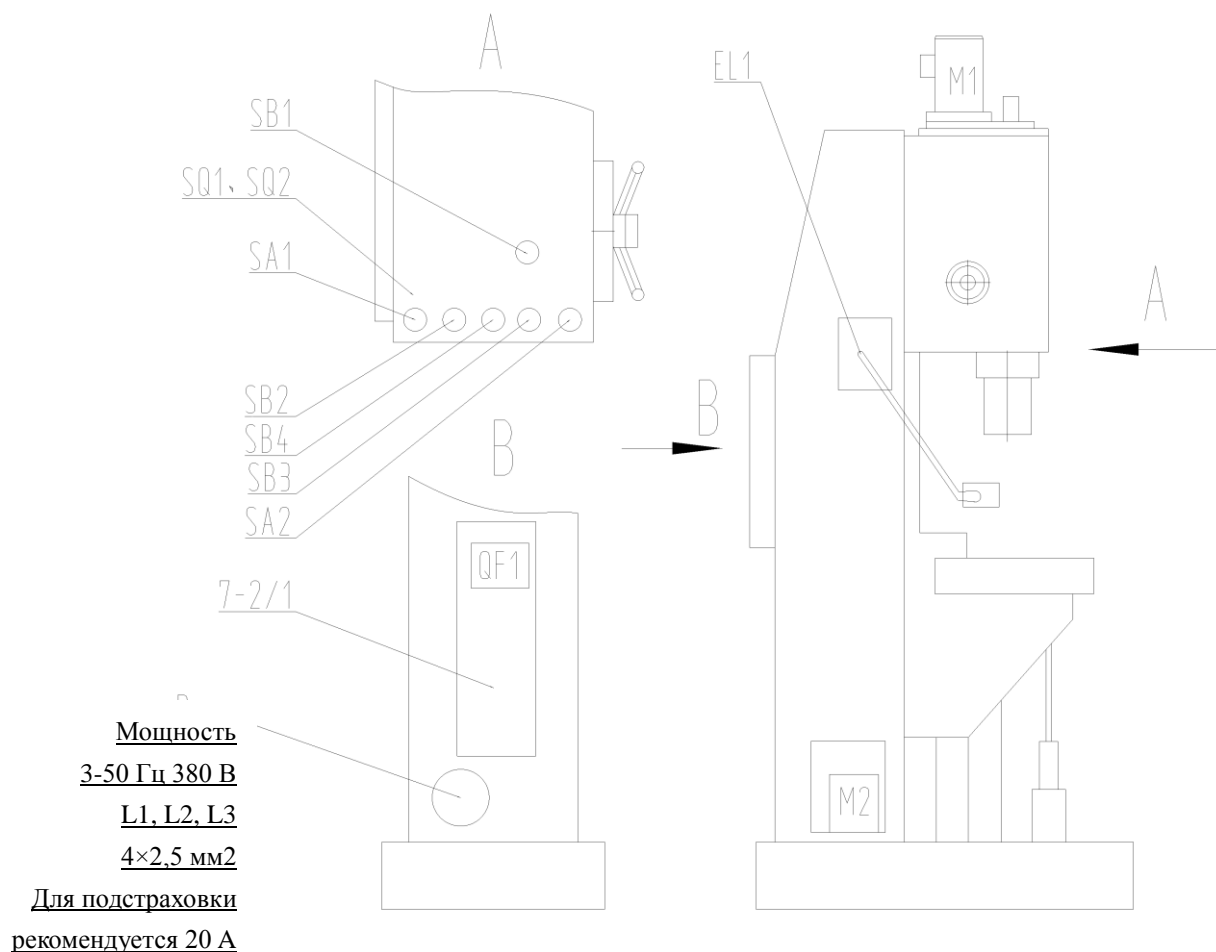 A
SB1
SQ1、SQ2
SA1
SB2
SB4
SB3
SA2
B
QF1
7-2/1
Мощность
3-50 Гц 380 В
L1, L2, L3
4×2,5 мм2
Для подстраховки
рекомендуется 20 А
EL1
M1
A
B
M2